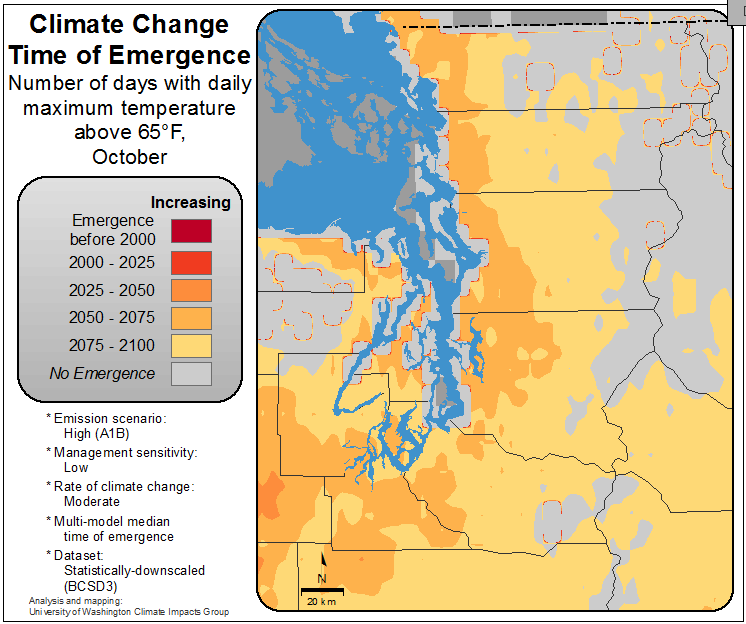 Climate Change
Time of Emergence
Number of days with daily
maximum temperature
above 65°F,
October
Increasing
Emergence
before 2000
2000 - 2025
2025 - 2050
2050 - 2075
2075 - 2100
No Emergence
* Emission scenario:
High (A1B)
* Management sensitivity:
Low
* Rate of climate change:
Moderate
* Multi-model median
time of emergence
* Dataset:
Statistically-downscaled
(BCSD3)
Analysis and mapping:
University of Washington Climate Impacts Group
N
20 km